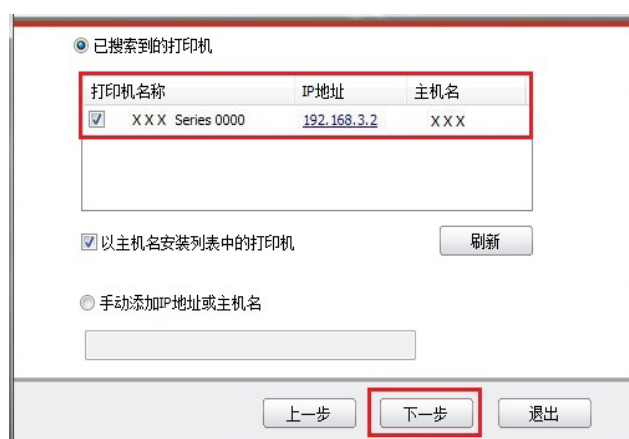 已搜索到的打印机
打印机名称 IP地址 主机名
XXX Series 0000 192.168.3.2 XXX
以主机名安装列表中的打印机 刷新
手动添加IP地址或主机名
上一步 下一步 退出